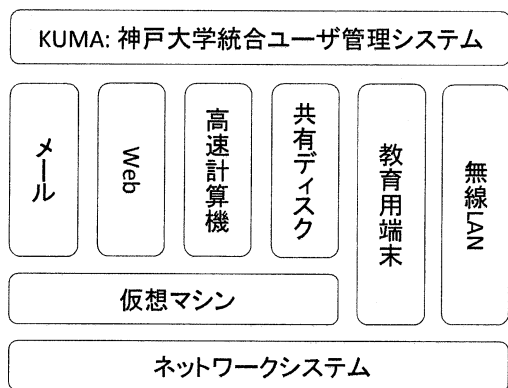 KUMA: 神戸大学統合ユーザ管理システム
メール
Web
高速計算機
共有ディスク
教育用端末
無線LAN
仮想マシン
ネットワークシステム